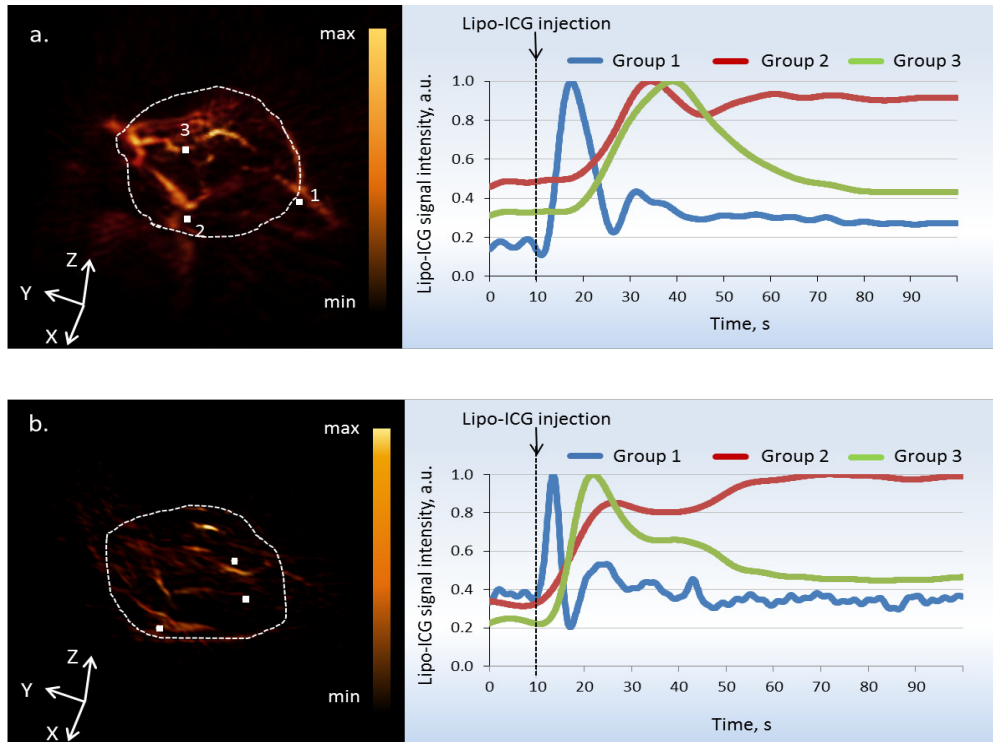 a.
max
min
3
1
2
Z
Y
X
Lipo-ICG injection
Group 1 Group 2 Group 3
Lipo-ICG signal intensity, a.u.
1.0
0.8
0.6
0.4
0.2
0.0
0 10 20 30 40 50 60 70 80 90
Time, s
b.
max
min
Z
Y
X
Lipo-ICG injection
Group 1 Group 2 Group 3
Lipo-ICG signal intensity, a.u.
1.0
0.8
0.6
0.4
0.2
0.0
0 10 20 30 40 50 60 70 80 90
Time, s